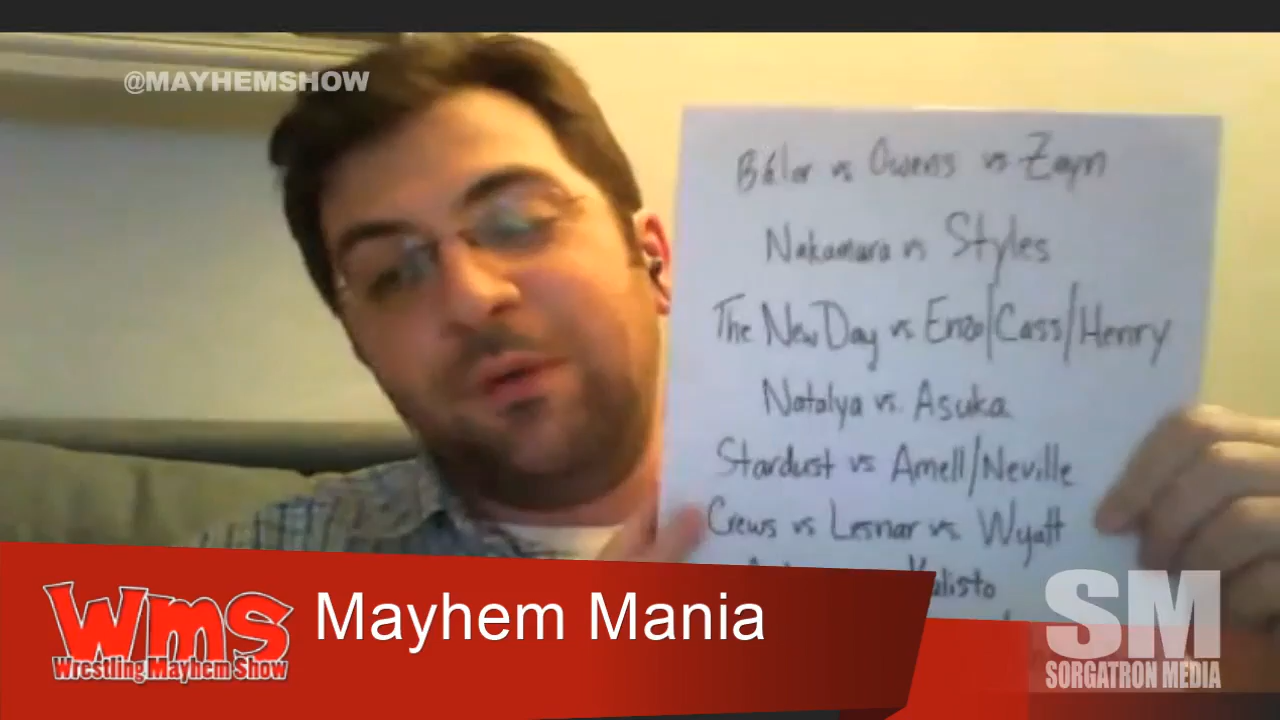 @MAYHEMSHOW
Bálor vs Owens vs Zayn
Nakamura vs Styles
The New Day vs Enzo/Cass/Henry
Natalya vs. Asuka
Stardust vs Amell/Neville
Crews vs Lesnar vs. Wyatt
Kalisto
Wms
Wrestling Mayhem Show
Mayhem Mania
SM
SORGATRON MEDIA